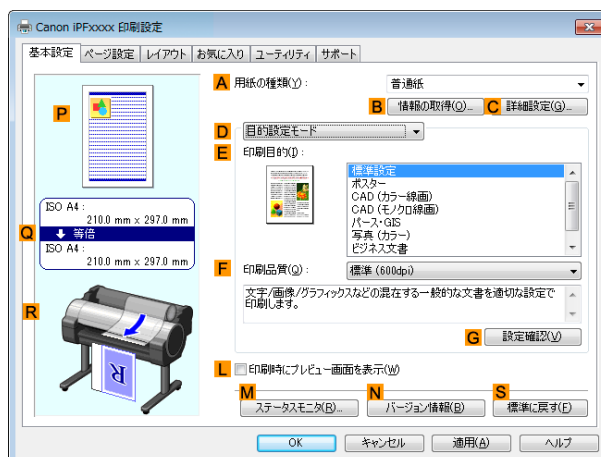 Canon iPFxxxx 印刷設定
基本設定 ページ設定 レイアウト お気に入り ユーティリティ サポート
A 用紙の種類(Y): 普通紙
B 情報の取得(O)... C 詳細設定(G)...
P
D 目的設定モード
E 印刷目的(I):
標準設定
ポスター
CAD (カラー線画)
CAD (モノクロ線画)
パース・GIS
写真 (カラー)
ビジネス文書
ISO A4 :
210.0 mm x 297.0 mm
Q 等倍
ISO A4 :
210.0 mm x 297.0 mm
F 印刷品質(Q): 標準 (600dpi)
文字/画像/グラフィックスなどの混在する一般的な文書を適切な設定で
印刷します。
R
G 設定確認(V)
L 印刷時にプレビュー画面を表示(W)
M N S
ステータスモニタ(R)... バージョン情報(B) 標準に戻す(F)
OK キャンセル 適用(A) ヘルプ